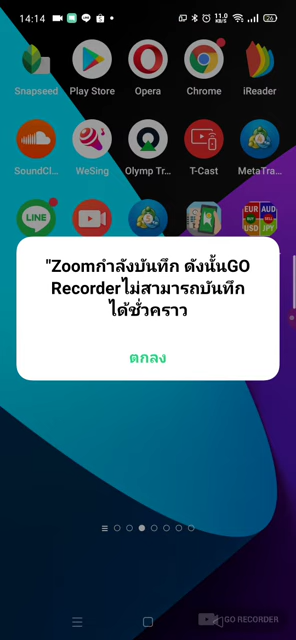 14:14
11.0
KB/S
26
Snapseed
Play Store
Opera
Chrome
iReader
SoundCl...
WeSing
Olymp Tr...
T-Cast
MetaTra...
LINE
EUR AUD
BUY SELL
USD JPY
"Zoomกำลังบันทึก ดังนั้นGO
Recorderไม่สามารถบันทึก
ได้ชั่วคราว
ตกลง
GO RECORDER